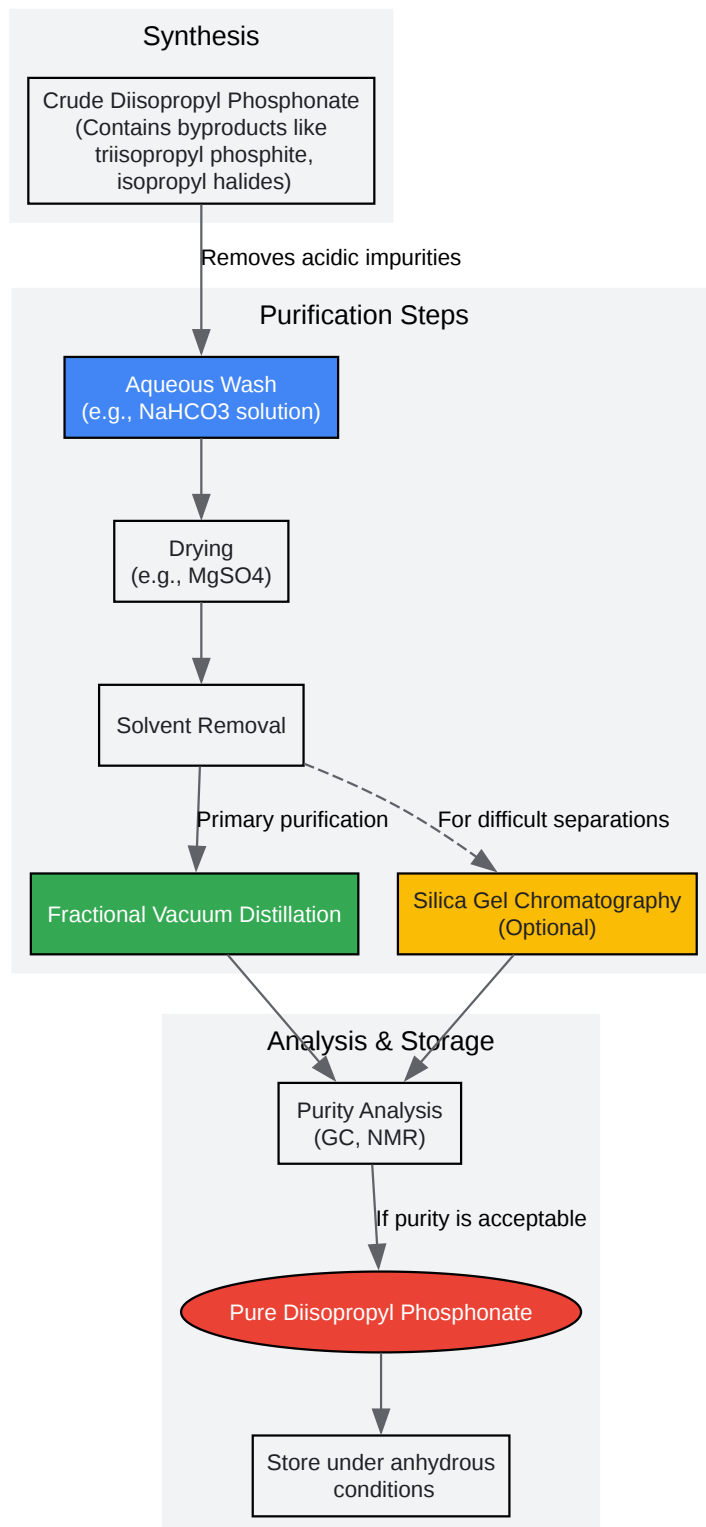 Synthesis
Crude Diisopropyl Phosphonate
(Contains byproducts like
triisopropyl phosphite,
isopropyl halides)
Removes acidic impurities
Purification Steps
Aqueous Wash
(e.g., NaHCO3 solution)
Drying
(e.g., MgSO4)
Solvent Removal
Primary purification
For difficult separations
Fractional Vacuum Distillation
Silica Gel Chromatography
(Optional)
Analysis & Storage
Purity Analysis
(GC, NMR)
If purity is acceptable
Pure Diisopropyl Phosphonate
Store under anhydrous
conditions